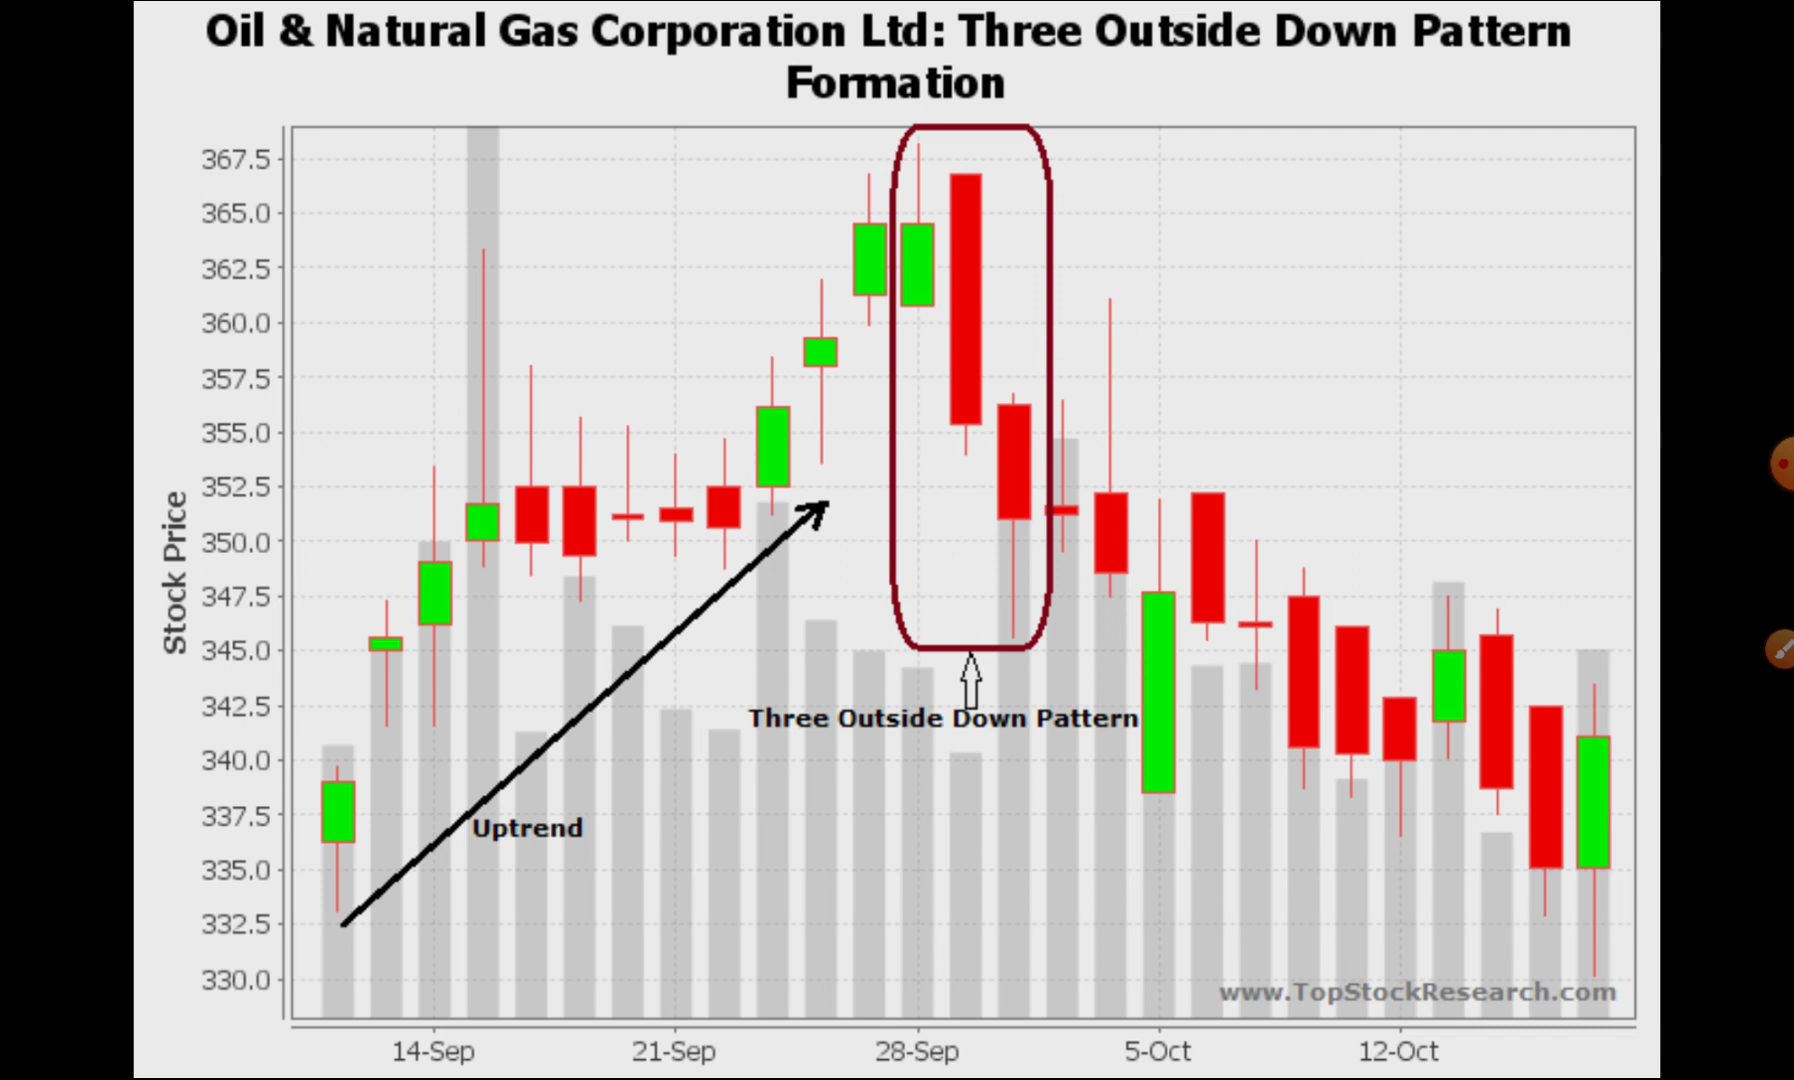 Oil & Natural Gas Corporation Ltd: Three Outside Down Pattern
Formation
367.5
365.0
362.5
360.0
357.5
355.0
352.5
350.0
347.5
345.0
342.5
340.0
337.5
335.0
332.5
330.0
Stock Price
Three Outside Down Pattern
Uptrend
www.TopStockResearch.com
14-Sep 21-Sep 28-Sep 5-Oct 12-Oct